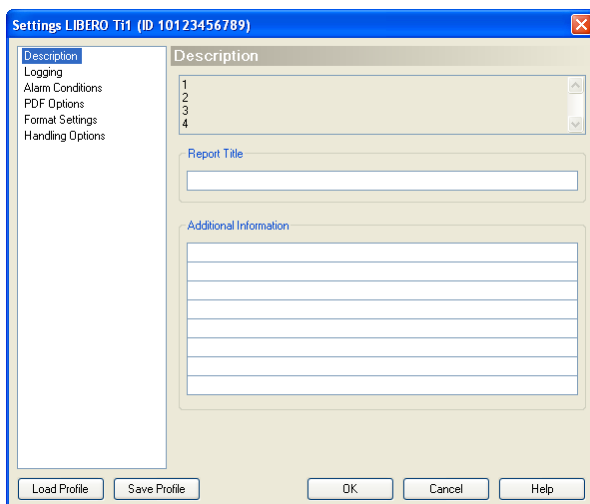 Settings LIBERO Ti1 (ID 10123456789)
Description
Logging
Alarm Conditions
PDF Options
Format Settings
Handling Options
Description
1
2
3
4
Report Title
Additional Information
Load Profile
Save Profile
OK
Cancel
Help